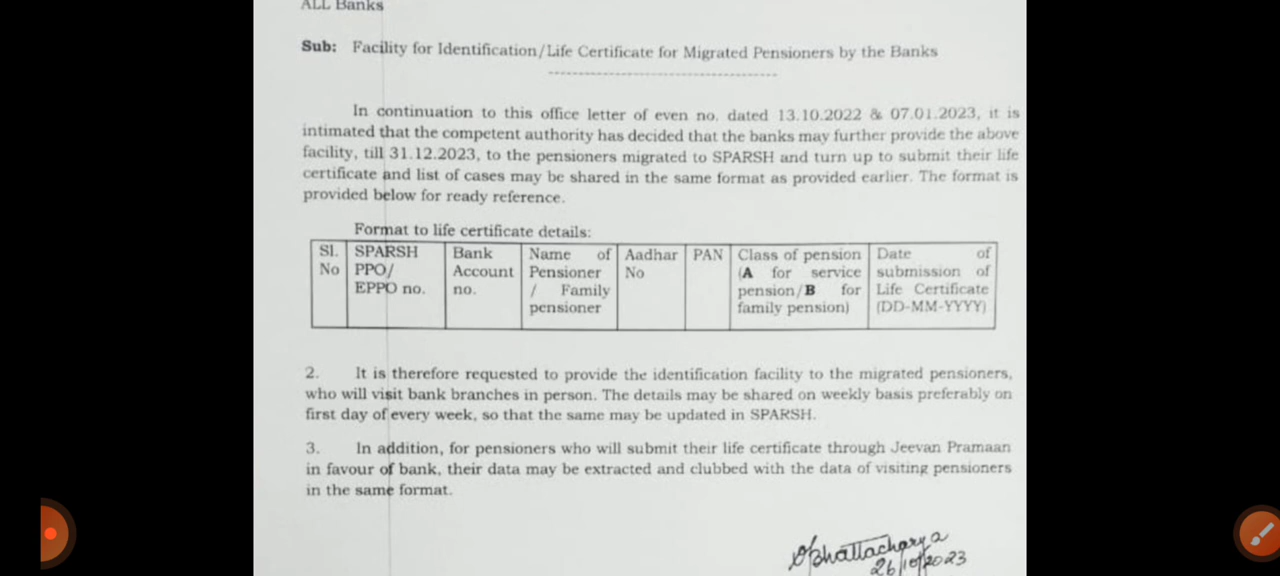 ALL Banks
Sub: Facility for Identification/Life Certificate for Migrated Pensioners by the Banks
In continuation to this office letter of even no. dated 13.10.2022 & 07.01.2023, it is
intimated that the competent authority has decided that the banks may further provide the above
facility, till 31.12.2023, to the pensioners migrated to SPARSH and turn up to submit their life
certificate and list of cases may be shared in the same format as provided earlier. The format is
provided below for ready reference.
Format to life certificate details:
Sl. SPARSH Bank Name of Aadhar PAN Class of pension Date of
No PPO/ Account Pensioner No (A for service submission of
EPPO no. no. / Family pension/B for Life Certificate
pensioner family pension) (DD-MM-YYYY)
2. It is therefore requested to provide the identification facility to the migrated pensioners,
who will visit bank branches in person. The details may be shared on weekly basis preferably on
first day of every week, so that the same may be updated in SPARSH.
3. In addition, for pensioners who will submit their life certificate through Jeevan Pramaan
in favour of bank, their data may be extracted and clubbed with the data of visiting pensioners
in the same format.
SBhattacharya
26/10/2023